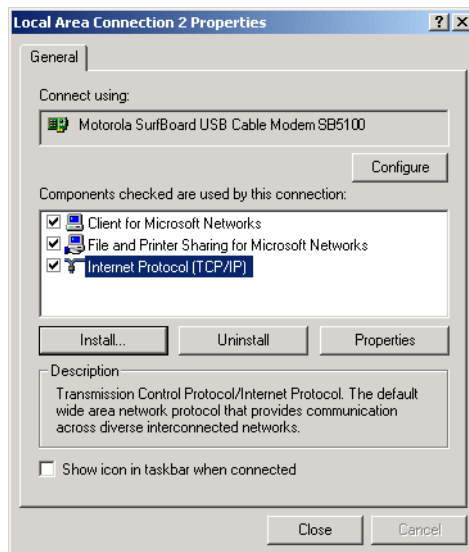 Local Area Connection 2 Properties
General
Connect using:
Motorola SurfBoard USB Cable Modem SB5100
Configure
Components checked are used by this connection:
Client for Microsoft Networks
File and Printer Sharing for Microsoft Networks
Internet Protocol (TCP/IP)
Install... Uninstall Properties
Description
Transmission Control Protocol/Internet Protocol. The default
wide area network protocol that provides communication
across diverse interconnected networks.
Show icon in taskbar when connected
Close Cancel